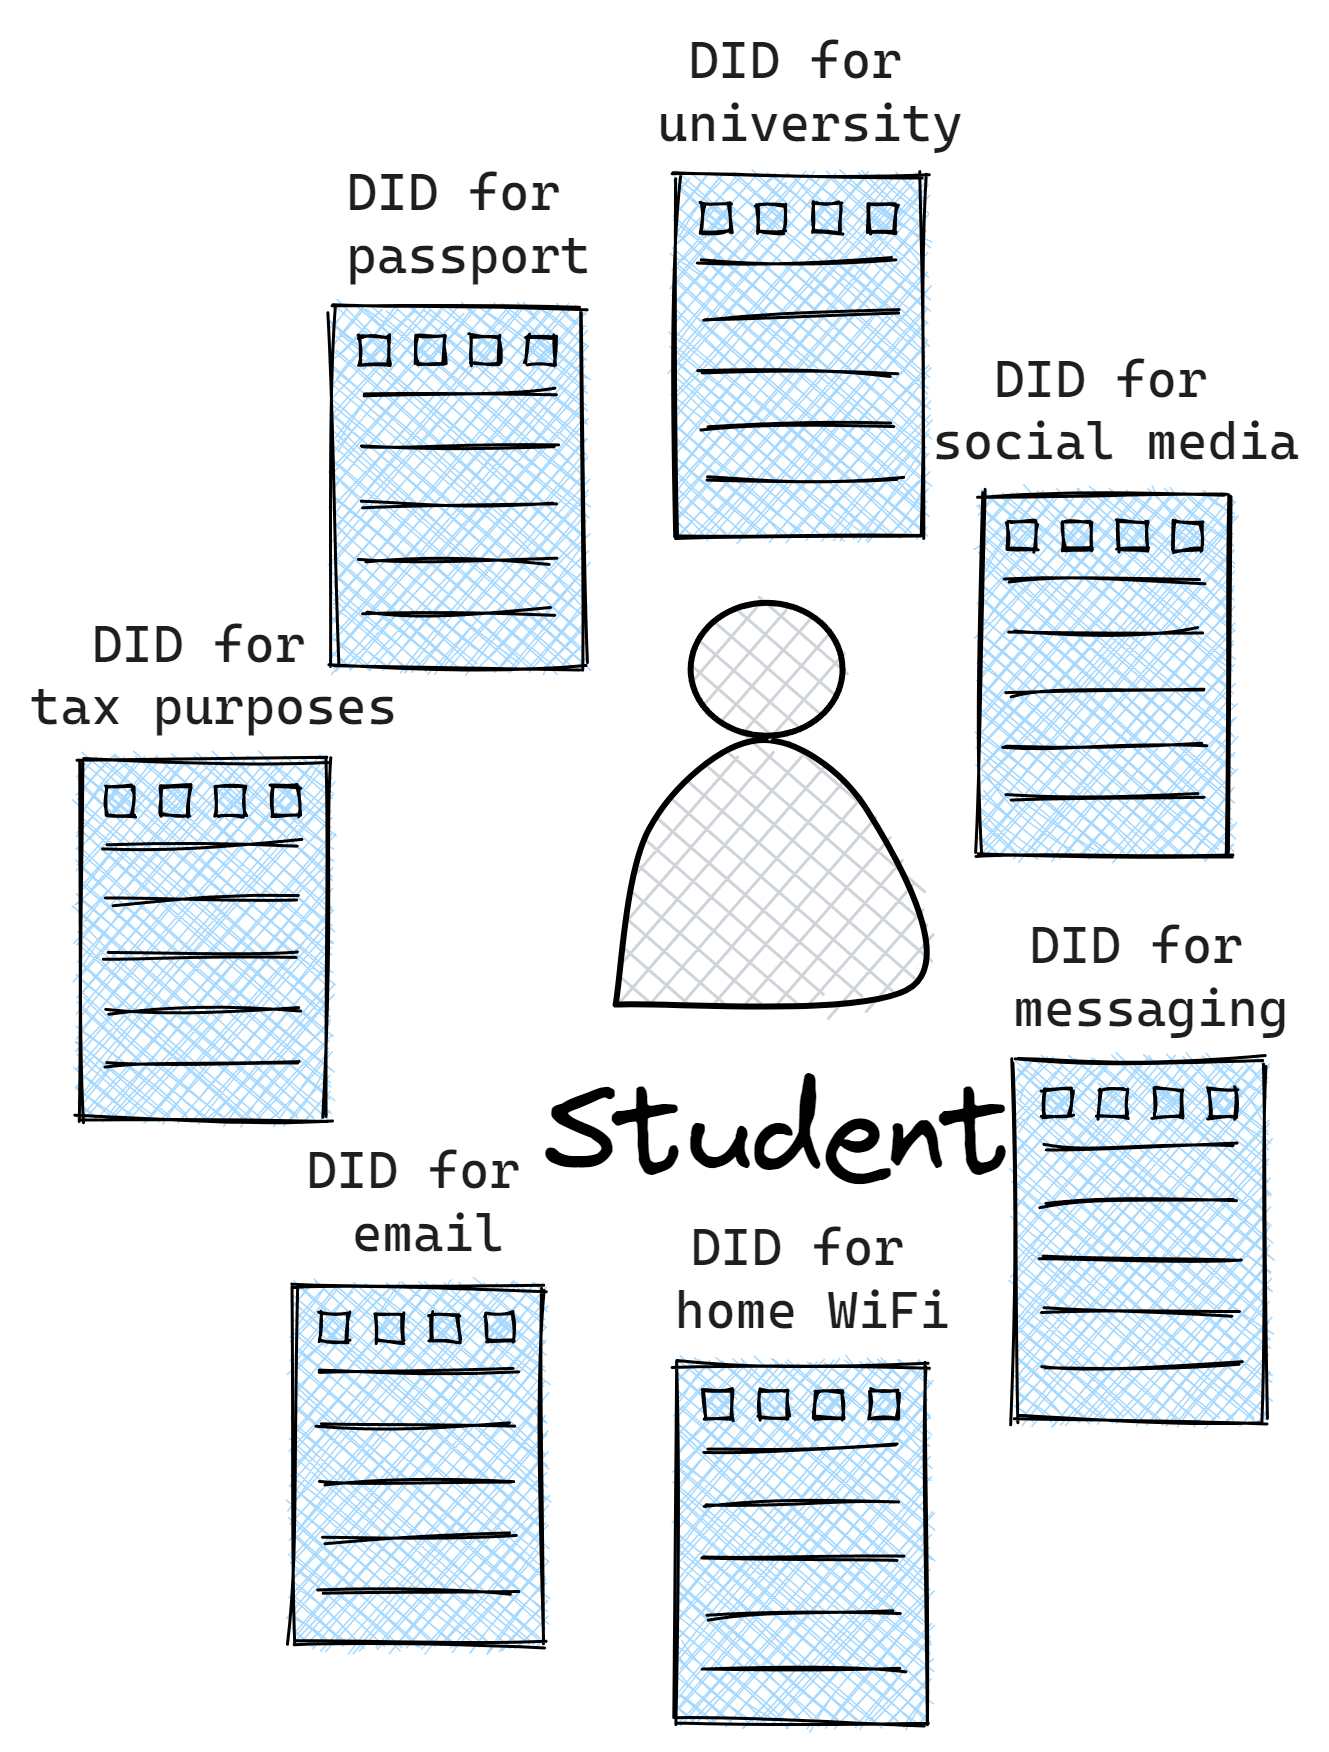 DID for
university
DID for
passport
DID for
social media
DID for
tax purposes
DID for
messaging
Student
DID for
email
DID for
home WiFi